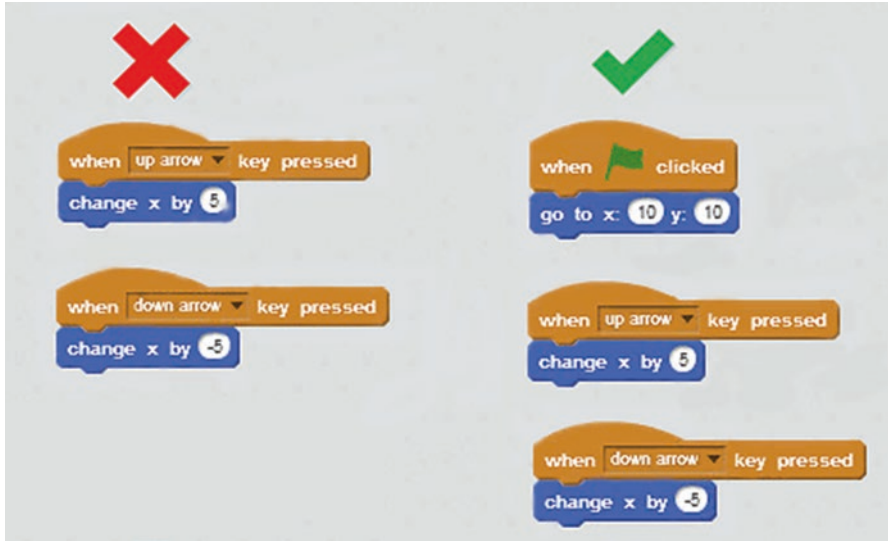 when up arrow key pressed
change x by 5
when down arrow key pressed
change x by -5
when clicked
go to x: 10 y: 10
when up arrow key pressed
change x by 5
when down arrow key pressed
change x by -5